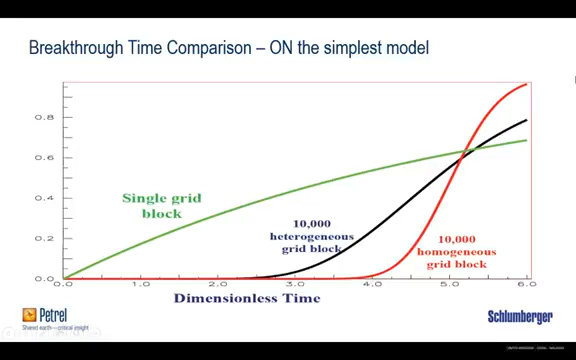 Breakthrough Time Comparison – ON the simplest model
0.8
0.6
0.4
0.2
0.0
Single grid
block
10,000
heterogeneous
grid block
10,000
homogeneous
grid block
0.0 1.0 2.0 3.0 4.0 5.0 6.0
Dimensionless Time
Petrel
Shared earth–critical insight
Schlumberger